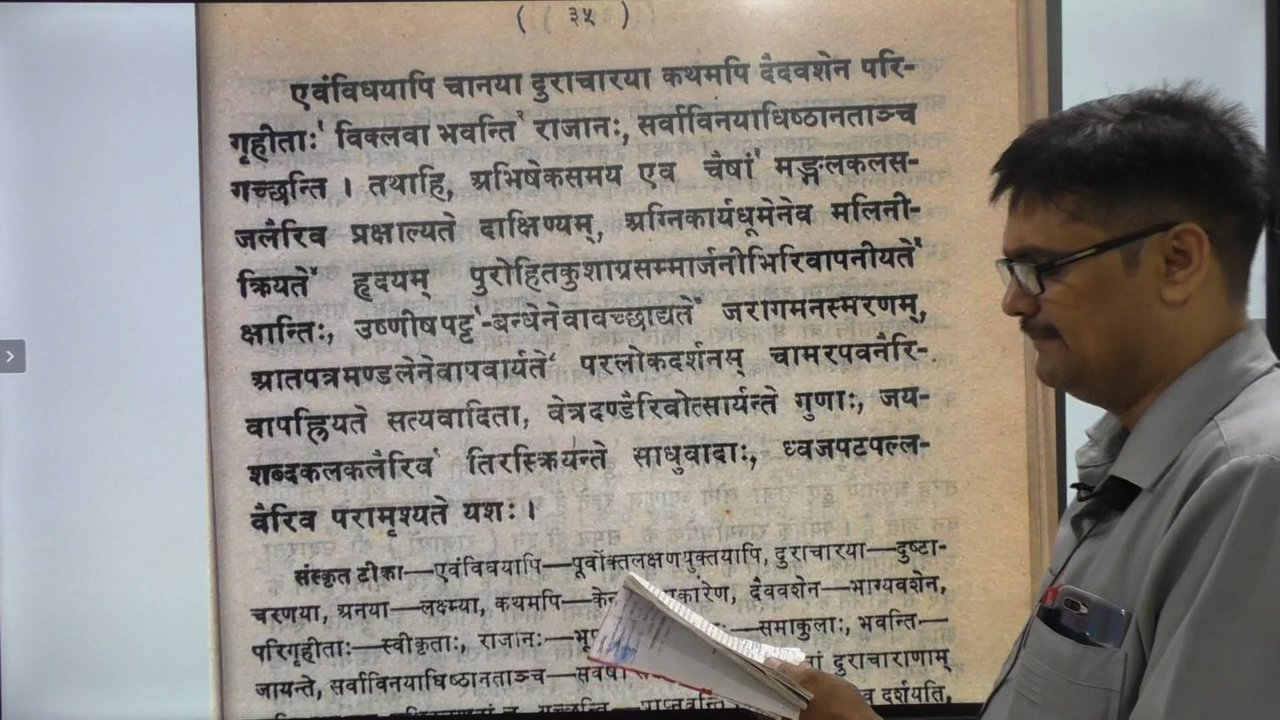 ( ३५ )
एवंविधयापि चानया दुराचारया कथमपि दैवशेन परि-
गृहीताः विक्लवा भवन्ति राजानः, सर्वाविनयाधिष्ठानताञ्च
गच्छन्ति । तथाहि, अभिषेकसमय एव चैषां मङ्गलकलस-
जलैरिव प्रक्षाल्यते दाक्षिण्यम्, अग्निकार्यधूमेनेव मलिनी-
क्रियते हृदयम् पुरोहितकुशाग्रसम्मार्जनीभिरिवापनीयते
क्षान्तिः, उष्णीषपट्ट-बन्धेनेवावच्छाद्यते जरागमनस्मरणम्,
आतपत्रमण्डलेनेवापवार्यते परलोकदर्शनस् चामरपवनैरि-
वापह्रियते सत्यवादिता, वेत्रदण्डैरिवोत्सार्यन्ते गुणाः, जय-
शब्दकलकलैरिव तिरस्क्रियन्ते साधुवादाः, ध्वजपटपल्ल-
वैरिव परामृश्यते यशः ।
संस्कृत टीका—एवंविधयापि—पूर्वोक्तलक्षणयुक्तयापि, दुराचारया—दुष्टा-
चरणया, अनया—लक्ष्म्या, कथमपि— दैववशेन—भाग्यवशेन,
परिगृहीताः—स्वीकृताः, राजानः— —समाकुलाः, भवन्ति—
जायन्ते, सर्वाविनयाधिष्ठानताञ्च— दुराचाराणाम्
दर्शयति,